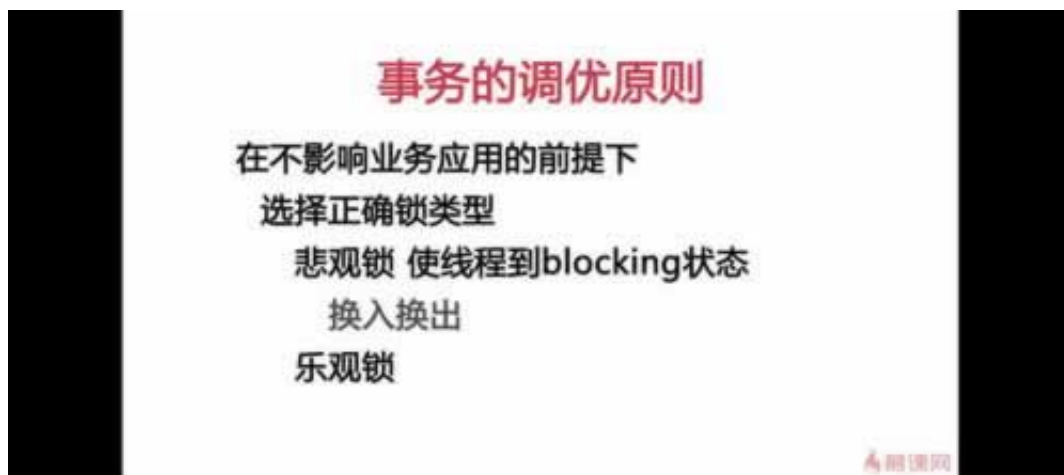 事务的调优原则
在不影响业务应用的前提下
选择正确锁类型
悲观锁 使线程到blocking状态
换入换出
乐观锁
慕课网